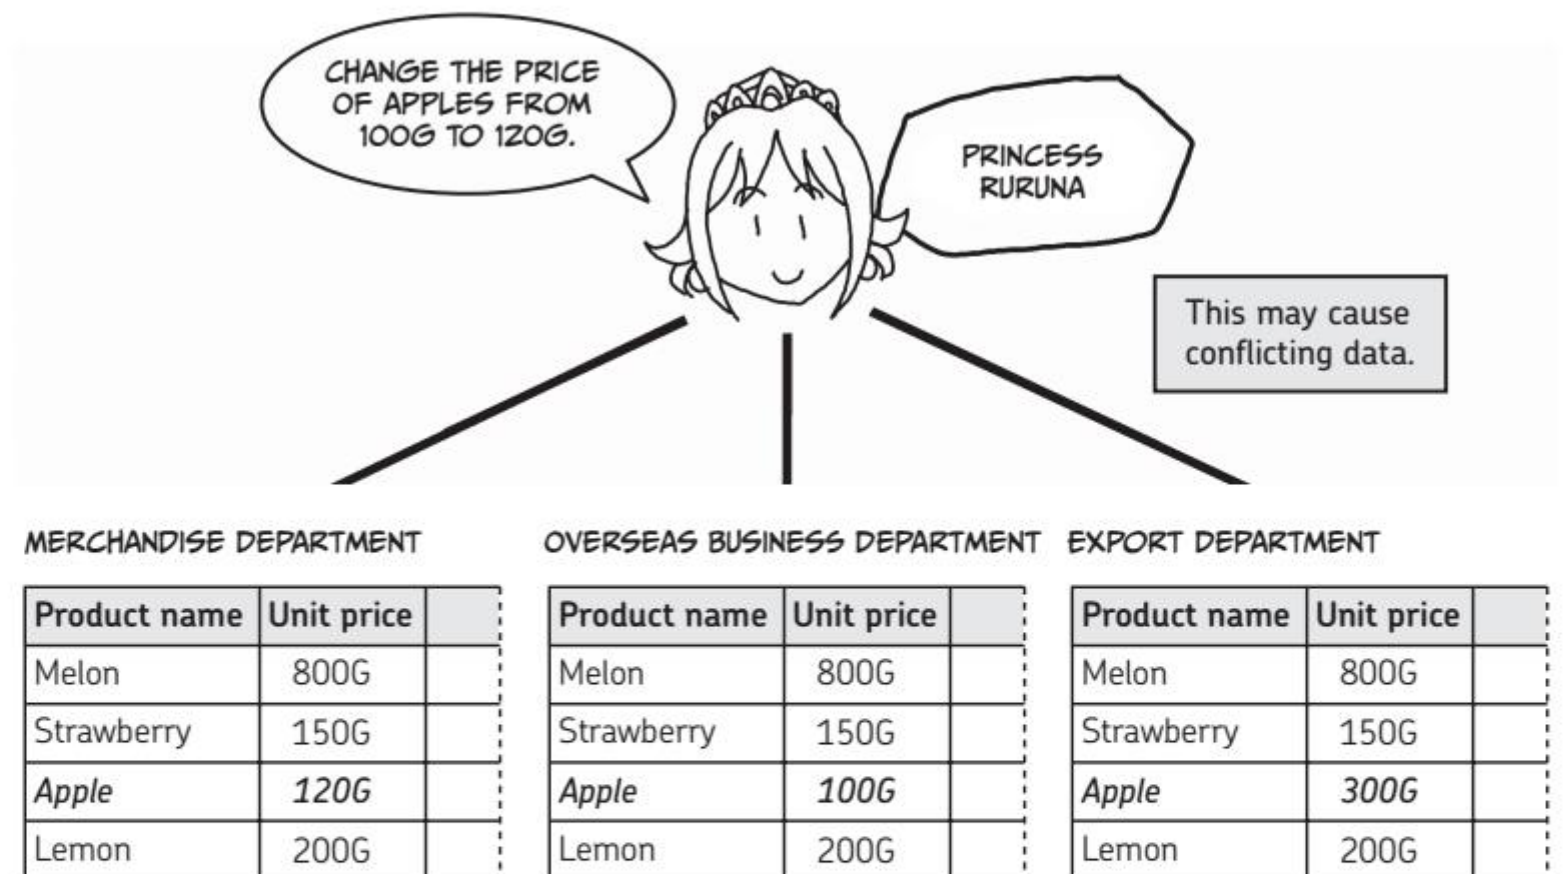 CHANGE THE PRICE
OF APPLES FROM
100G TO 120G.
PRINCESS
RURUNA
This may cause
conflicting data.
MERCHANDISE DEPARTMENT
Product name Unit price
Melon 800G
Strawberry 150G
Apple 120G
Lemon 200G
OVERSEAS BUSINESS DEPARTMENT
Product name Unit price
Melon 800G
Strawberry 150G
Apple 100G
Lemon 200G
EXPORT DEPARTMENT
Product name Unit price
Melon 800G
Strawberry 150G
Apple 300G
Lemon 200G